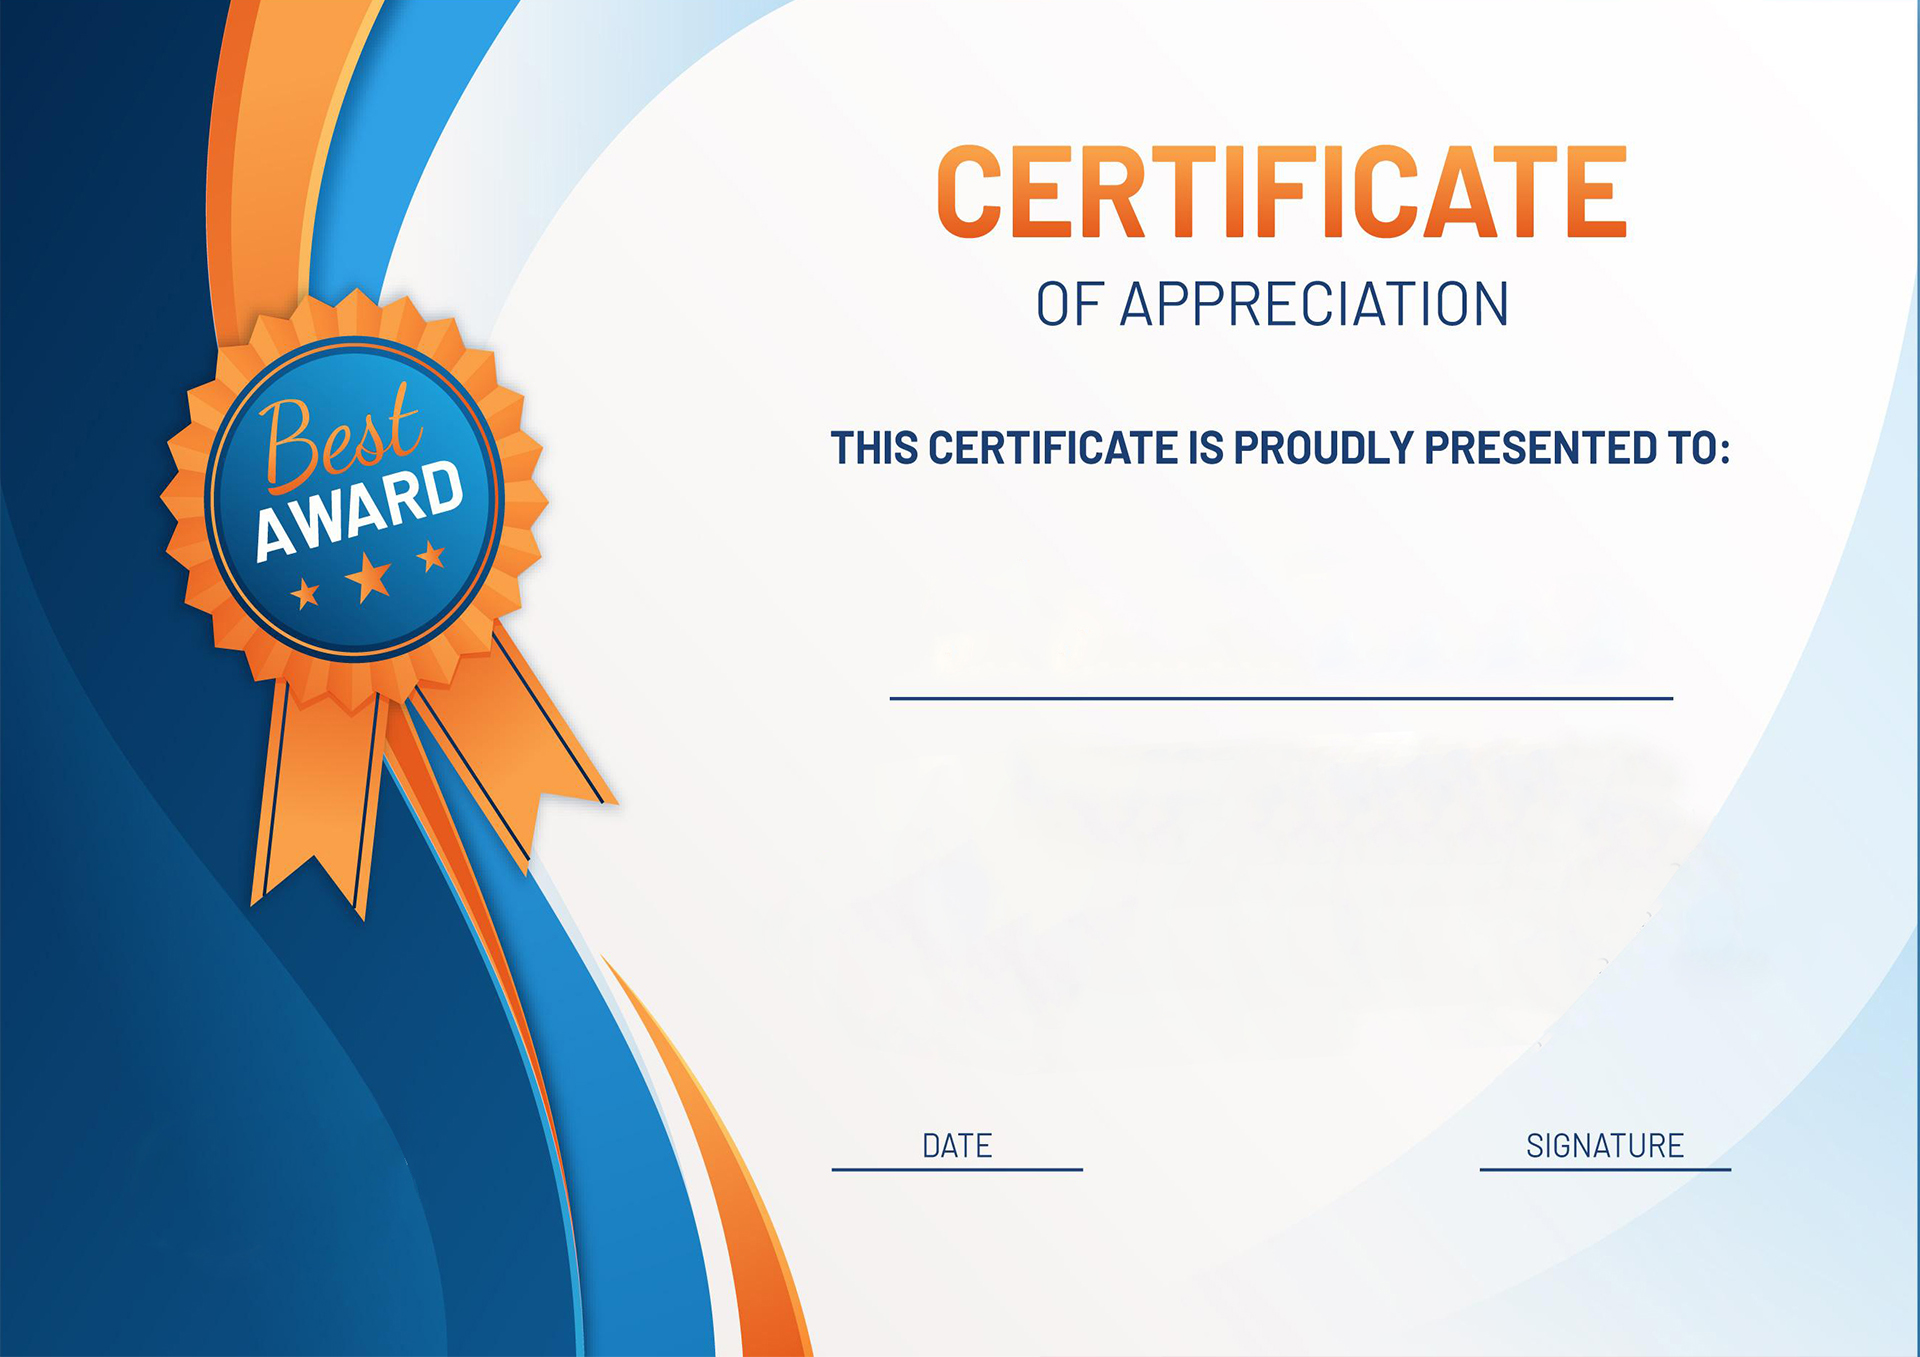 CERTIFICATE
OF APPRECIATION
THIS CERTIFICATE IS PROUDLY PRESENTED TO:
Best
AWARD
DATE
SIGNATURE